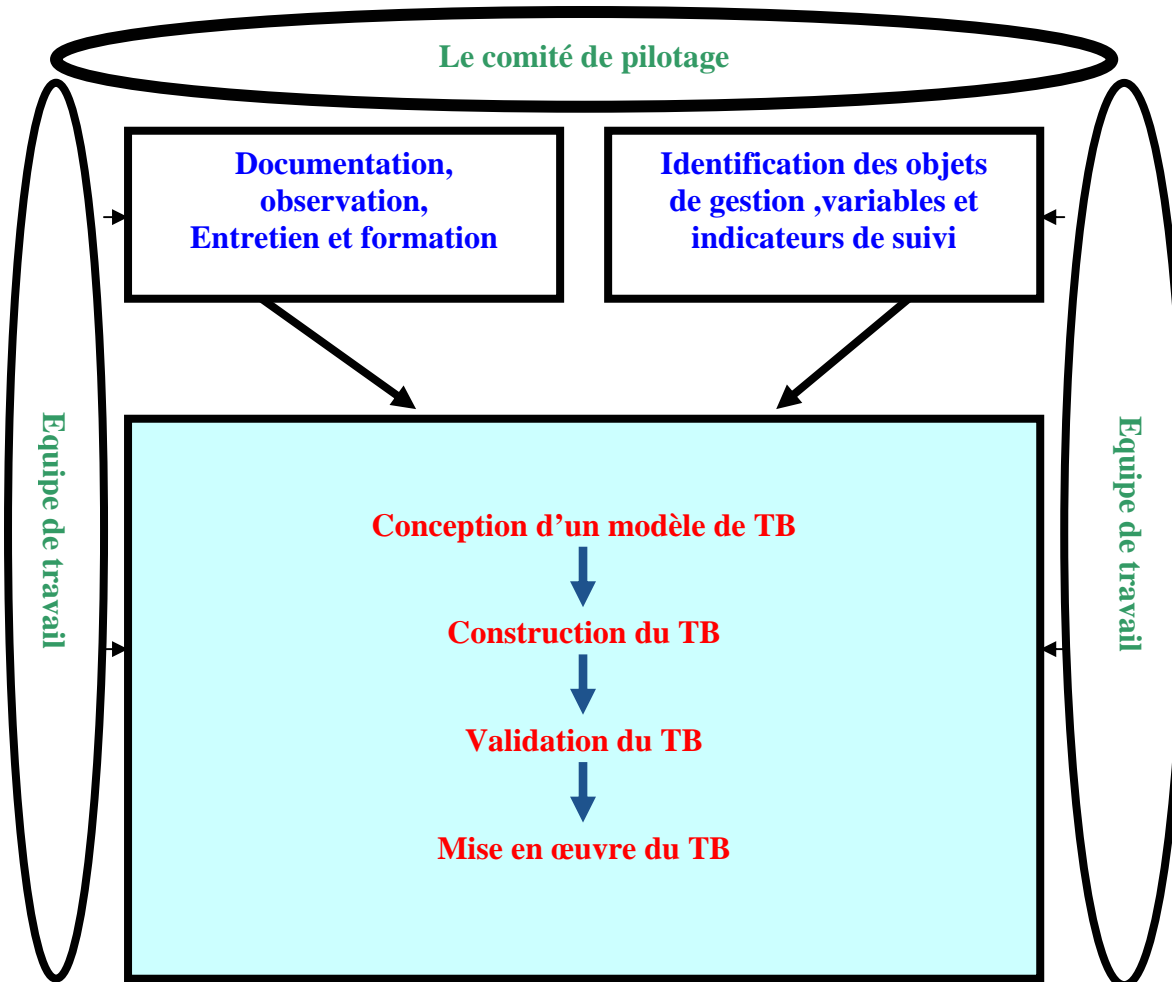 Le comité de pilotage
Documentation,
observation,
Entretien et formation
Identification des objets
de gestion ,variables et
indicateurs de suivi
Equipe de travail
Conception d’un modèle de TB
Construction du TB
Validation du TB
Mise en œuvre du TB
Equipe de travail